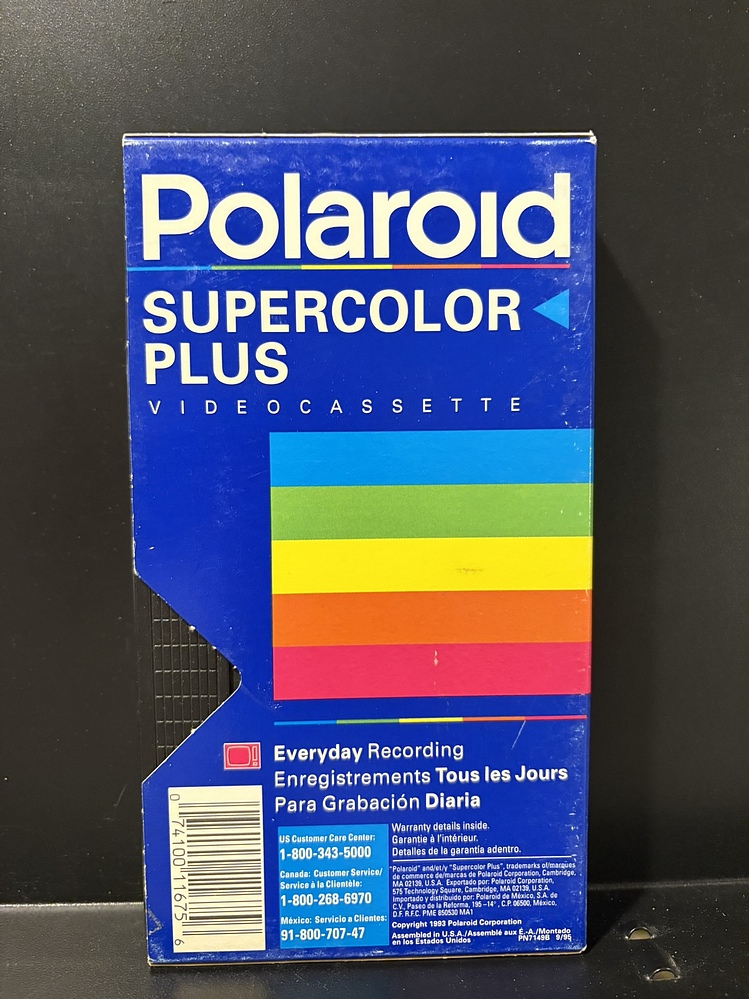 Polaroid
SUPERCOLOR
PLUS
VIDEOCASSETTE
Everyday Recording
Enregistrements Tous les Jours
Para Grabación Diaria
0 74100 11675 6
US Customer Care Center:
1-800-343-5000
Canada: Customer Service/
Service à la Clientèle:
1-800-268-6970
México: Servicio a Clientes:
91-800-707-47
Warranty details inside.
Garantie à l'intérieur.
Detalles de la garantía adentro.
"Polaroid" and/et/y "Supercolor Plus", trademarks of/marques
de commerce de/marcas de Polaroid Corporation, Cambridge,
MA 02139, U.S.A. Exportado por: Polaroid Corporation,
575 Technology Square, Cambridge, MA 02139, U.S.A.
Importado y distribuido por: Polaroid de México, S.A. de
C.V., Paseo de la Reforma, 195-14°, C.P. 06500, México,
D.F. R.F.C. PME 850530 MA1
Copyright 1993 Polaroid Corporation
Assembled in U.S.A./Assemblé aux É.-A./Montado
en los Estados Unidos PN7149B 9/95